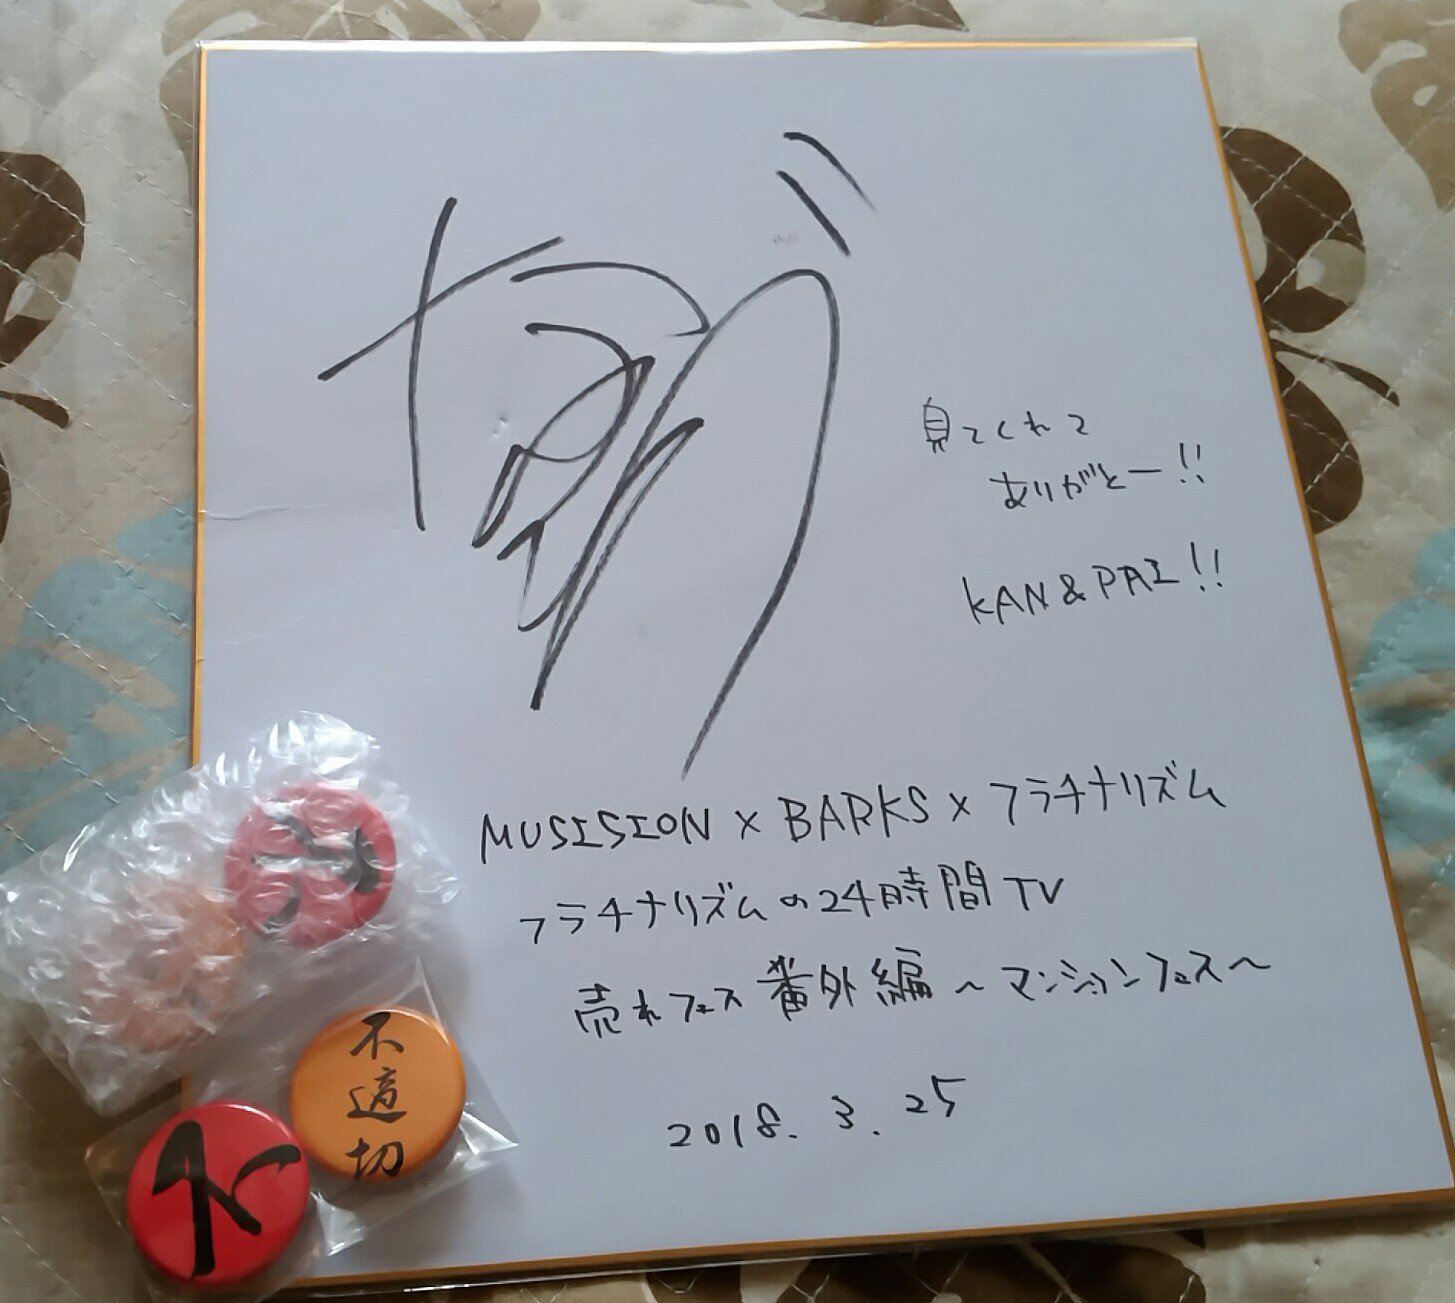 見てくれて
ありがとー!!
KAN & PAI!!
MUSISION × BARKS × プラチナリズム
プラチナリズムの24時間TV
売れフェス 番外編 ～マンションフェス～
2018. 3. 25
不適切